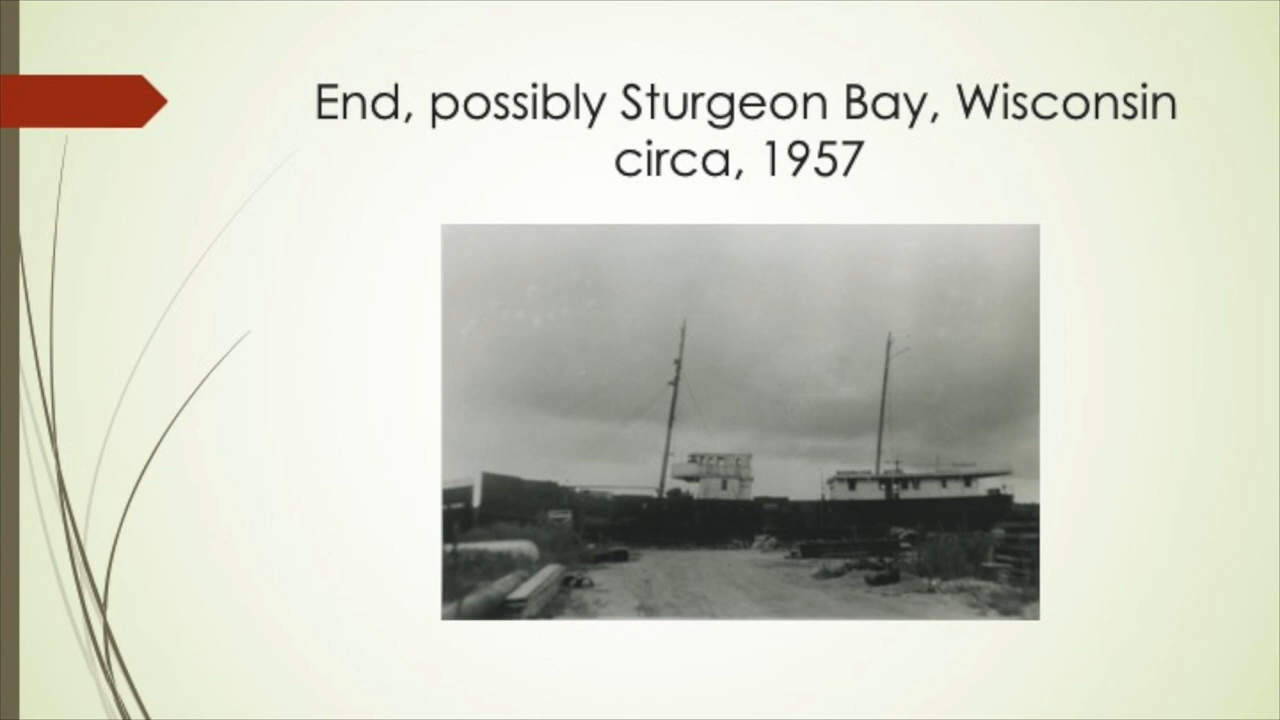 End, possibly Sturgeon Bay, Wisconsin
circa, 1957